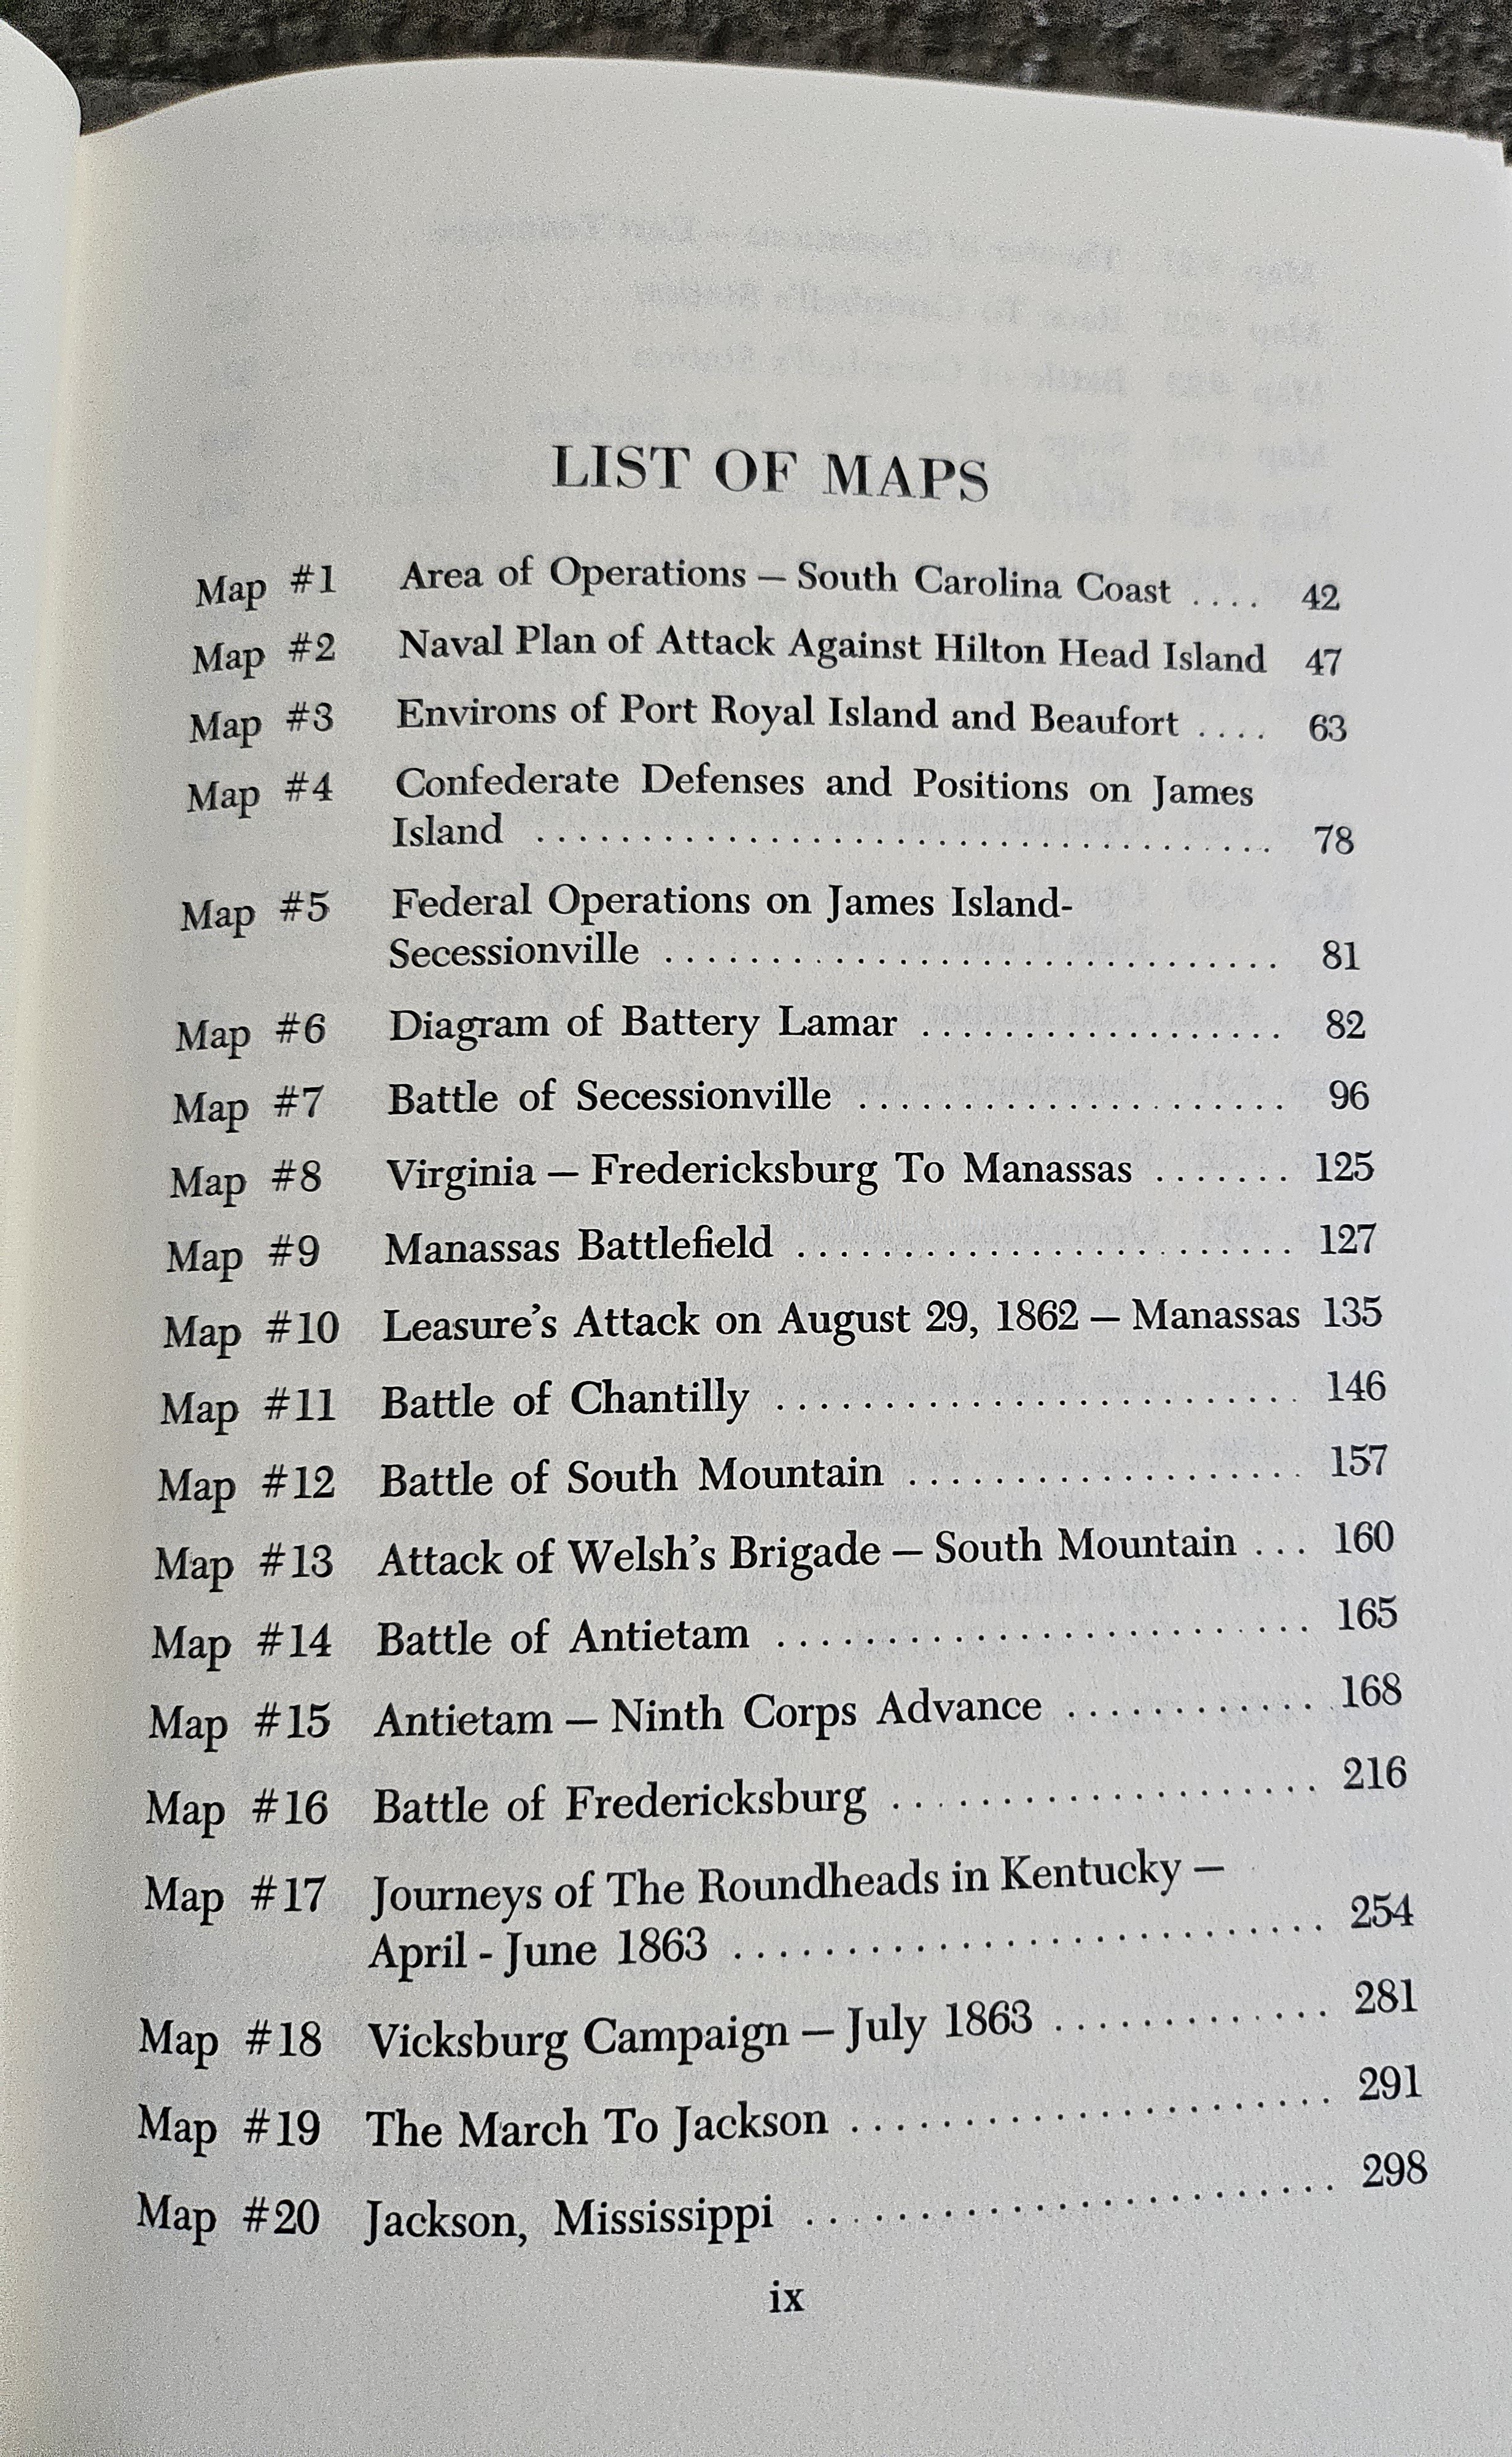 LIST OF MAPS
Map #1 Area of Operations — South Carolina Coast .... 42
Map #2 Naval Plan of Attack Against Hilton Head Island 47
Map #3 Environs of Port Royal Island and Beaufort .... 63
Map #4 Confederate Defenses and Positions on James
Island ................................... 78
Map #5 Federal Operations on James Island-
Secessionville .............................. 81
Map #6 Diagram of Battery Lamar ................. 82
Map #7 Battle of Secessionville .................... 96
Map #8 Virginia — Fredericksburg To Manassas ....... 125
Map #9 Manassas Battlefield ........................ 127
Map #10 Leasure's Attack on August 29, 1862 — Manassas 135
Map #11 Battle of Chantilly ......................... 146
Map #12 Battle of South Mountain .................. 157
Map #13 Attack of Welsh's Brigade — South Mountain ... 160
Map #14 Battle of Antietam ......................... 165
Map #15 Antietam — Ninth Corps Advance ............ 168
Map #16 Battle of Fredericksburg .................... 216
Map #17 Journeys of The Roundheads in Kentucky —
April - June 1863 ........................... 254
Map #18 Vicksburg Campaign — July 1863 ............. 281
Map #19 The March To Jackson ...................... 291
Map #20 Jackson, Mississippi ........................ 298
ix